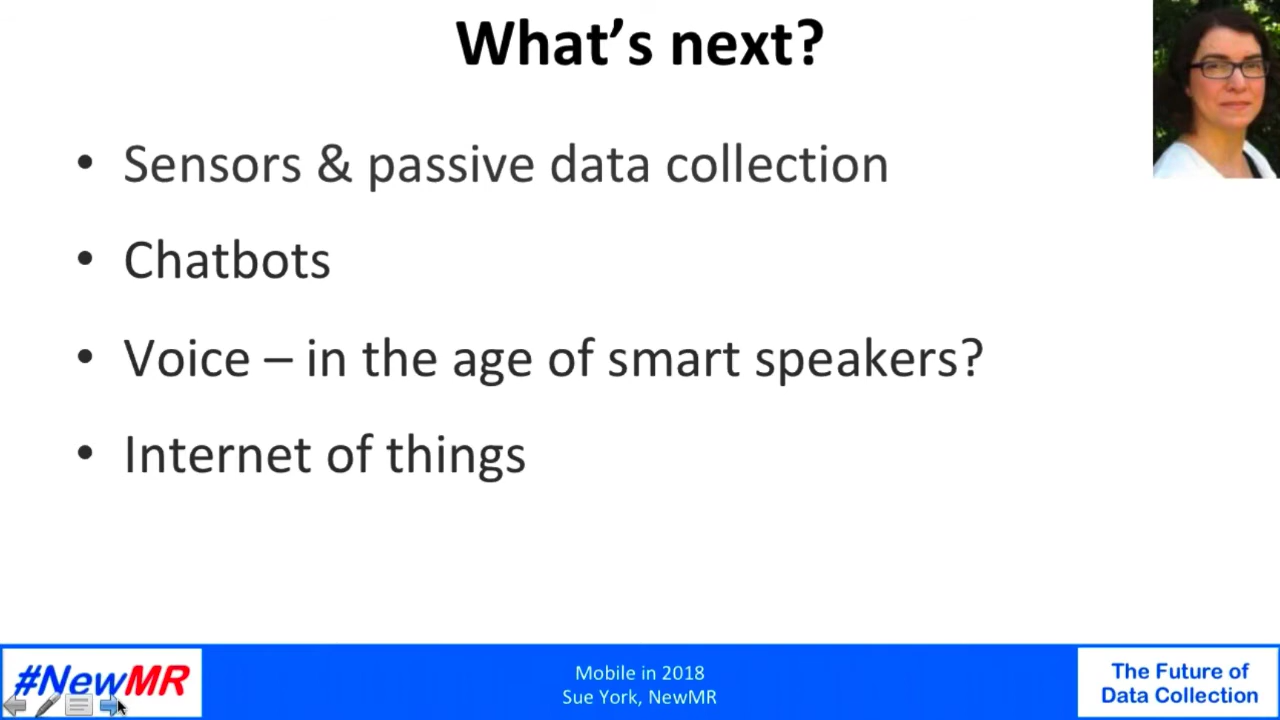 What’s next?
• Sensors & passive data collection
• Chatbots
• Voice – in the age of smart speakers?
• Internet of things
#NewMR
Mobile in 2018
Sue York, NewMR
The Future of
Data Collection